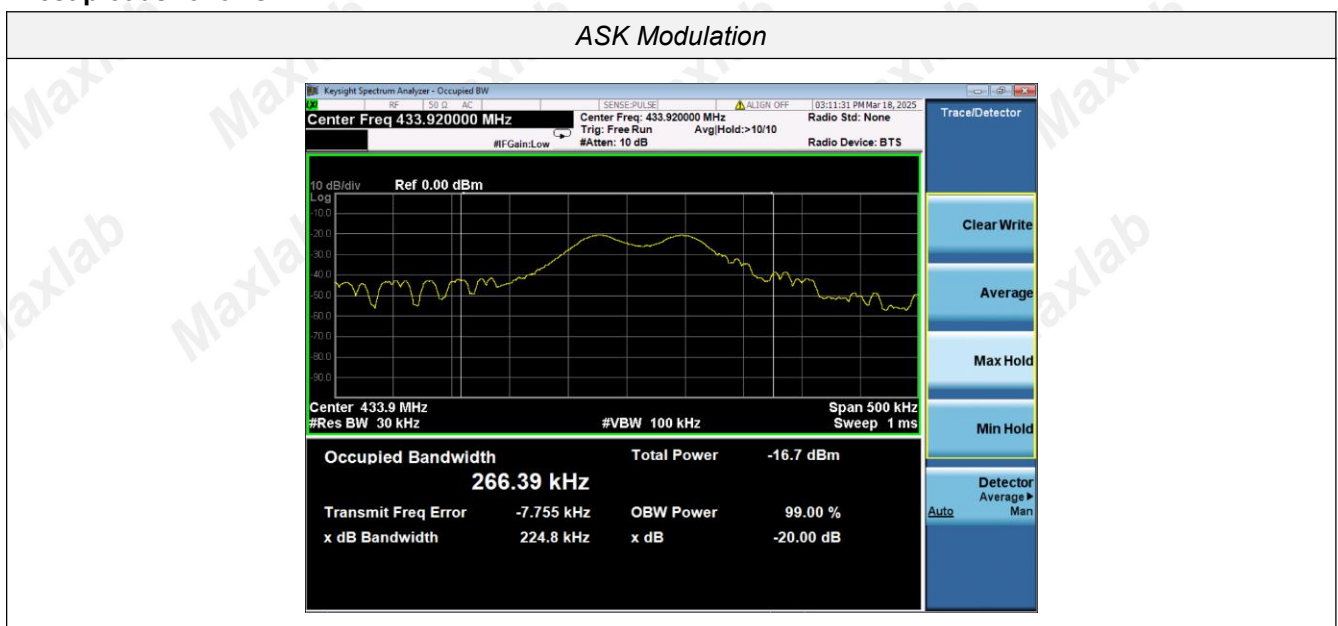 ASK Modulation
Keysight Spectrum Analyzer - Occupied BW
RF 50 Ω AC SENSE:PULSE ALIGN OFF 03:11:31 PM Mar 18, 2025
Center Freq 433.920000 MHz
Center Freq: 433.920000 MHz
Radio Std: None
Trig: Free Run Avg|Hold:>10/10
#IFGain:Low #Atten: 10 dB Radio Device: BTS
10 dB/div Ref 0.00 dBm
Log
-10.0
-20.0
-30.0
-40.0
-50.0
-60.0
-70.0
-80.0
-90.0
Center 433.9 MHz Span 500 kHz
#Res BW 30 kHz #VBW 100 kHz Sweep 1 ms
Occupied Bandwidth Total Power -16.7 dBm
266.39 kHz
Transmit Freq Error -7.755 kHz OBW Power 99.00 %
x dB Bandwidth 224.8 kHz x dB -20.00 dB
Trace/Detector
Clear Write
Average
Max Hold
Min Hold
Detector
Average
Auto Man
Maxlab
Maxlab
Maxlab
Maxlab